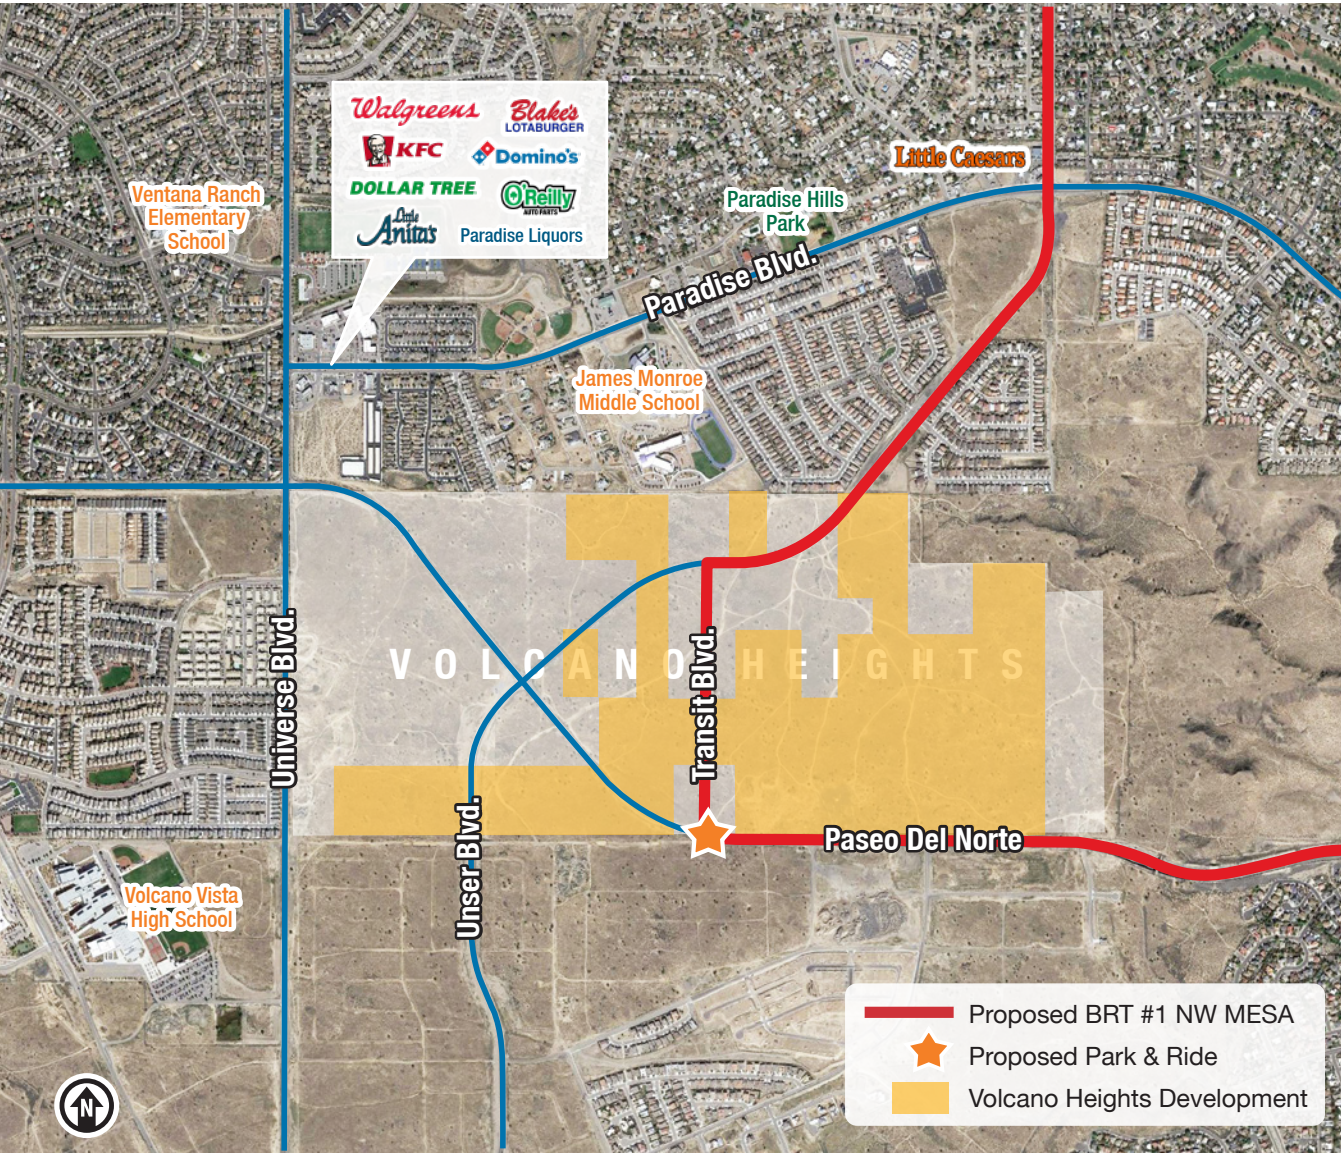 Walgreens
Blake's
LOTABURGER
KFC
Domino's
DOLLAR TREE
O'Reilly
AUTO PARTS
Little
Anita's
Paradise Liquors
Ventana Ranch
Elementary
School
Little Caesars
Paradise Hills
Park
Paradise Blvd.
James Monroe
Middle School
VOLCANO HEIGHTS
Universe Blvd.
Transit Blvd.
Unser Blvd.
Paseo Del Norte
Volcano Vista
High School
N
Proposed BRT #1 NW MESA
Proposed Park & Ride
Volcano Heights Development